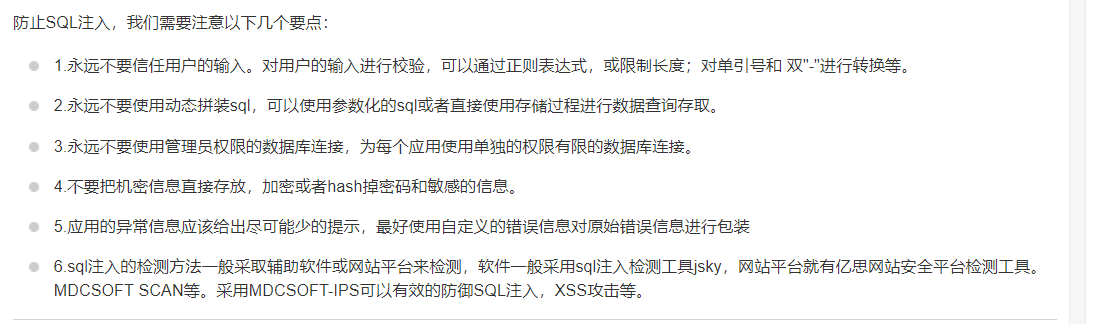 防止SQL注入，我们需要注意以下几个要点：
1.永远不要信任用户的输入。对用户的输入进行校验，可以通过正则表达式，或限制长度；对单引号和 双"-"进行转换等。
2.永远不要使用动态拼装sql，可以使用参数化的sql或者直接使用存储过程进行数据查询存取。
3.永远不要使用管理员权限的数据库连接，为每个应用使用单独的权限有限的数据库连接。
4.不要把机密信息直接存放，加密或者hash掉密码和敏感的信息。
5.应用的异常信息应该给出尽可能少的提示，最好使用自定义的错误信息对原始错误信息进行包装
6.sql注入的检测方法一般采取辅助软件或网站平台来检测，软件一般采用sql注入检测工具jsky，网站平台就有亿思网站安全平台检测工具。
MDCSOFT SCAN等。采用MDCSOFT-IPS可以有效的防御SQL注入，XSS攻击等。